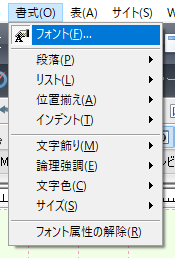 書式(O) 表(A) サイト(S) W
フォント(F)...
段落(P)
リスト(L)
位置揃え(A)
インデント(T)
文字飾り(M)
論理強調(E)
文字色(C)
サイズ(S)
フォント属性の解除(R)
M